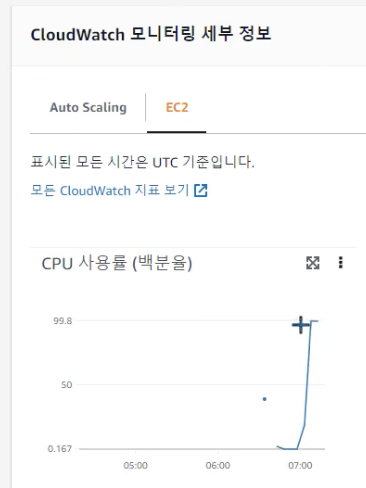 CloudWatch 모니터링 세부 정보
Auto Scaling EC2
표시된 모든 시간은 UTC 기준입니다.
모든 CloudWatch 지표 보기
CPU 사용률 (백분율)
99.8
50
0.167
05:00 06:00 07:00